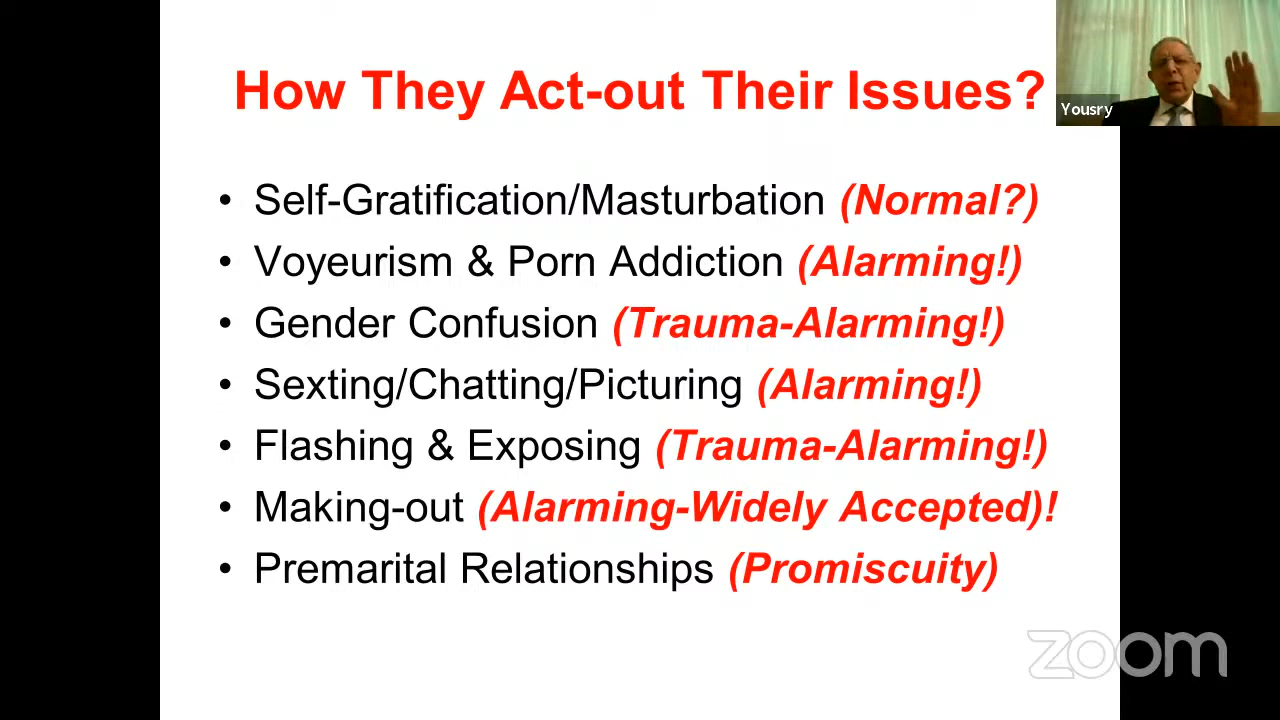 How They Act-out Their Issues?
Yousry
• Self-Gratification/Masturbation (Normal?)
• Voyeurism & Porn Addiction (Alarming!)
• Gender Confusion (Trauma-Alarming!)
• Sexting/Chatting/Picturing (Alarming!)
• Flashing & Exposing (Trauma-Alarming!)
• Making-out (Alarming-Widely Accepted)!
• Premarital Relationships (Promiscuity)
zoom